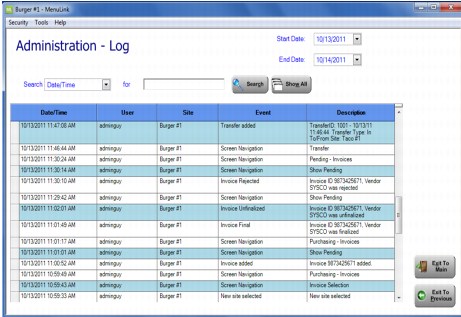 Burger #1 - MenuLink
Security Tools Help
Administration - Log
Start Date: 10/13/2011
End Date: 10/14/2011
Search Date/Time for Search Show All
Date/Time User Site Event Description
10/13/2011 11:47:08 AM adminguy Burger #1 Transfer added TransferID: 1001 - 10/13/11
11:46:44 Transfer Type: In
To/From Site: Taco #1
10/13/2011 11:46:44 AM adminguy Burger #1 Screen Navigation Transfer
10/13/2011 11:30:24 AM adminguy Burger #1 Screen Navigation Pending - Invoices
10/13/2011 11:30:14 AM adminguy Burger #1 Screen Navigation Show Pending
10/13/2011 11:30:10 AM adminguy Burger #1 Invoice Rejected Invoice ID 9873425671, Vendor
SYSCO was rejected
10/13/2011 11:29:42 AM adminguy Burger #1 Screen Navigation Show Pending
10/13/2011 11:02:01 AM adminguy Burger #1 Invoice Unfinalized Invoice ID 9873425671, Vendor
SYSCO was unfinalized
10/13/2011 11:01:49 AM adminguy Burger #1 Invoice Final Invoice ID 9873425671, Vendor
SYSCO was finalized
10/13/2011 11:01:17 AM adminguy Burger #1 Screen Navigation Purchasing - Invoices
10/13/2011 11:01:01 AM adminguy Burger #1 Screen Navigation Show Pending
10/13/2011 11:00:52 AM adminguy Burger #1 Invoice added Invoice 9873425671 added.
10/13/2011 10:59:49 AM adminguy Burger #1 Screen Navigation Purchasing - Invoices
10/13/2011 10:59:43 AM adminguy Burger #1 Screen Navigation Invoice Selection
10/13/2011 10:59:33 AM adminguy Burger #1 New site selected New site selected
Exit To
Main
Exit To
Previous